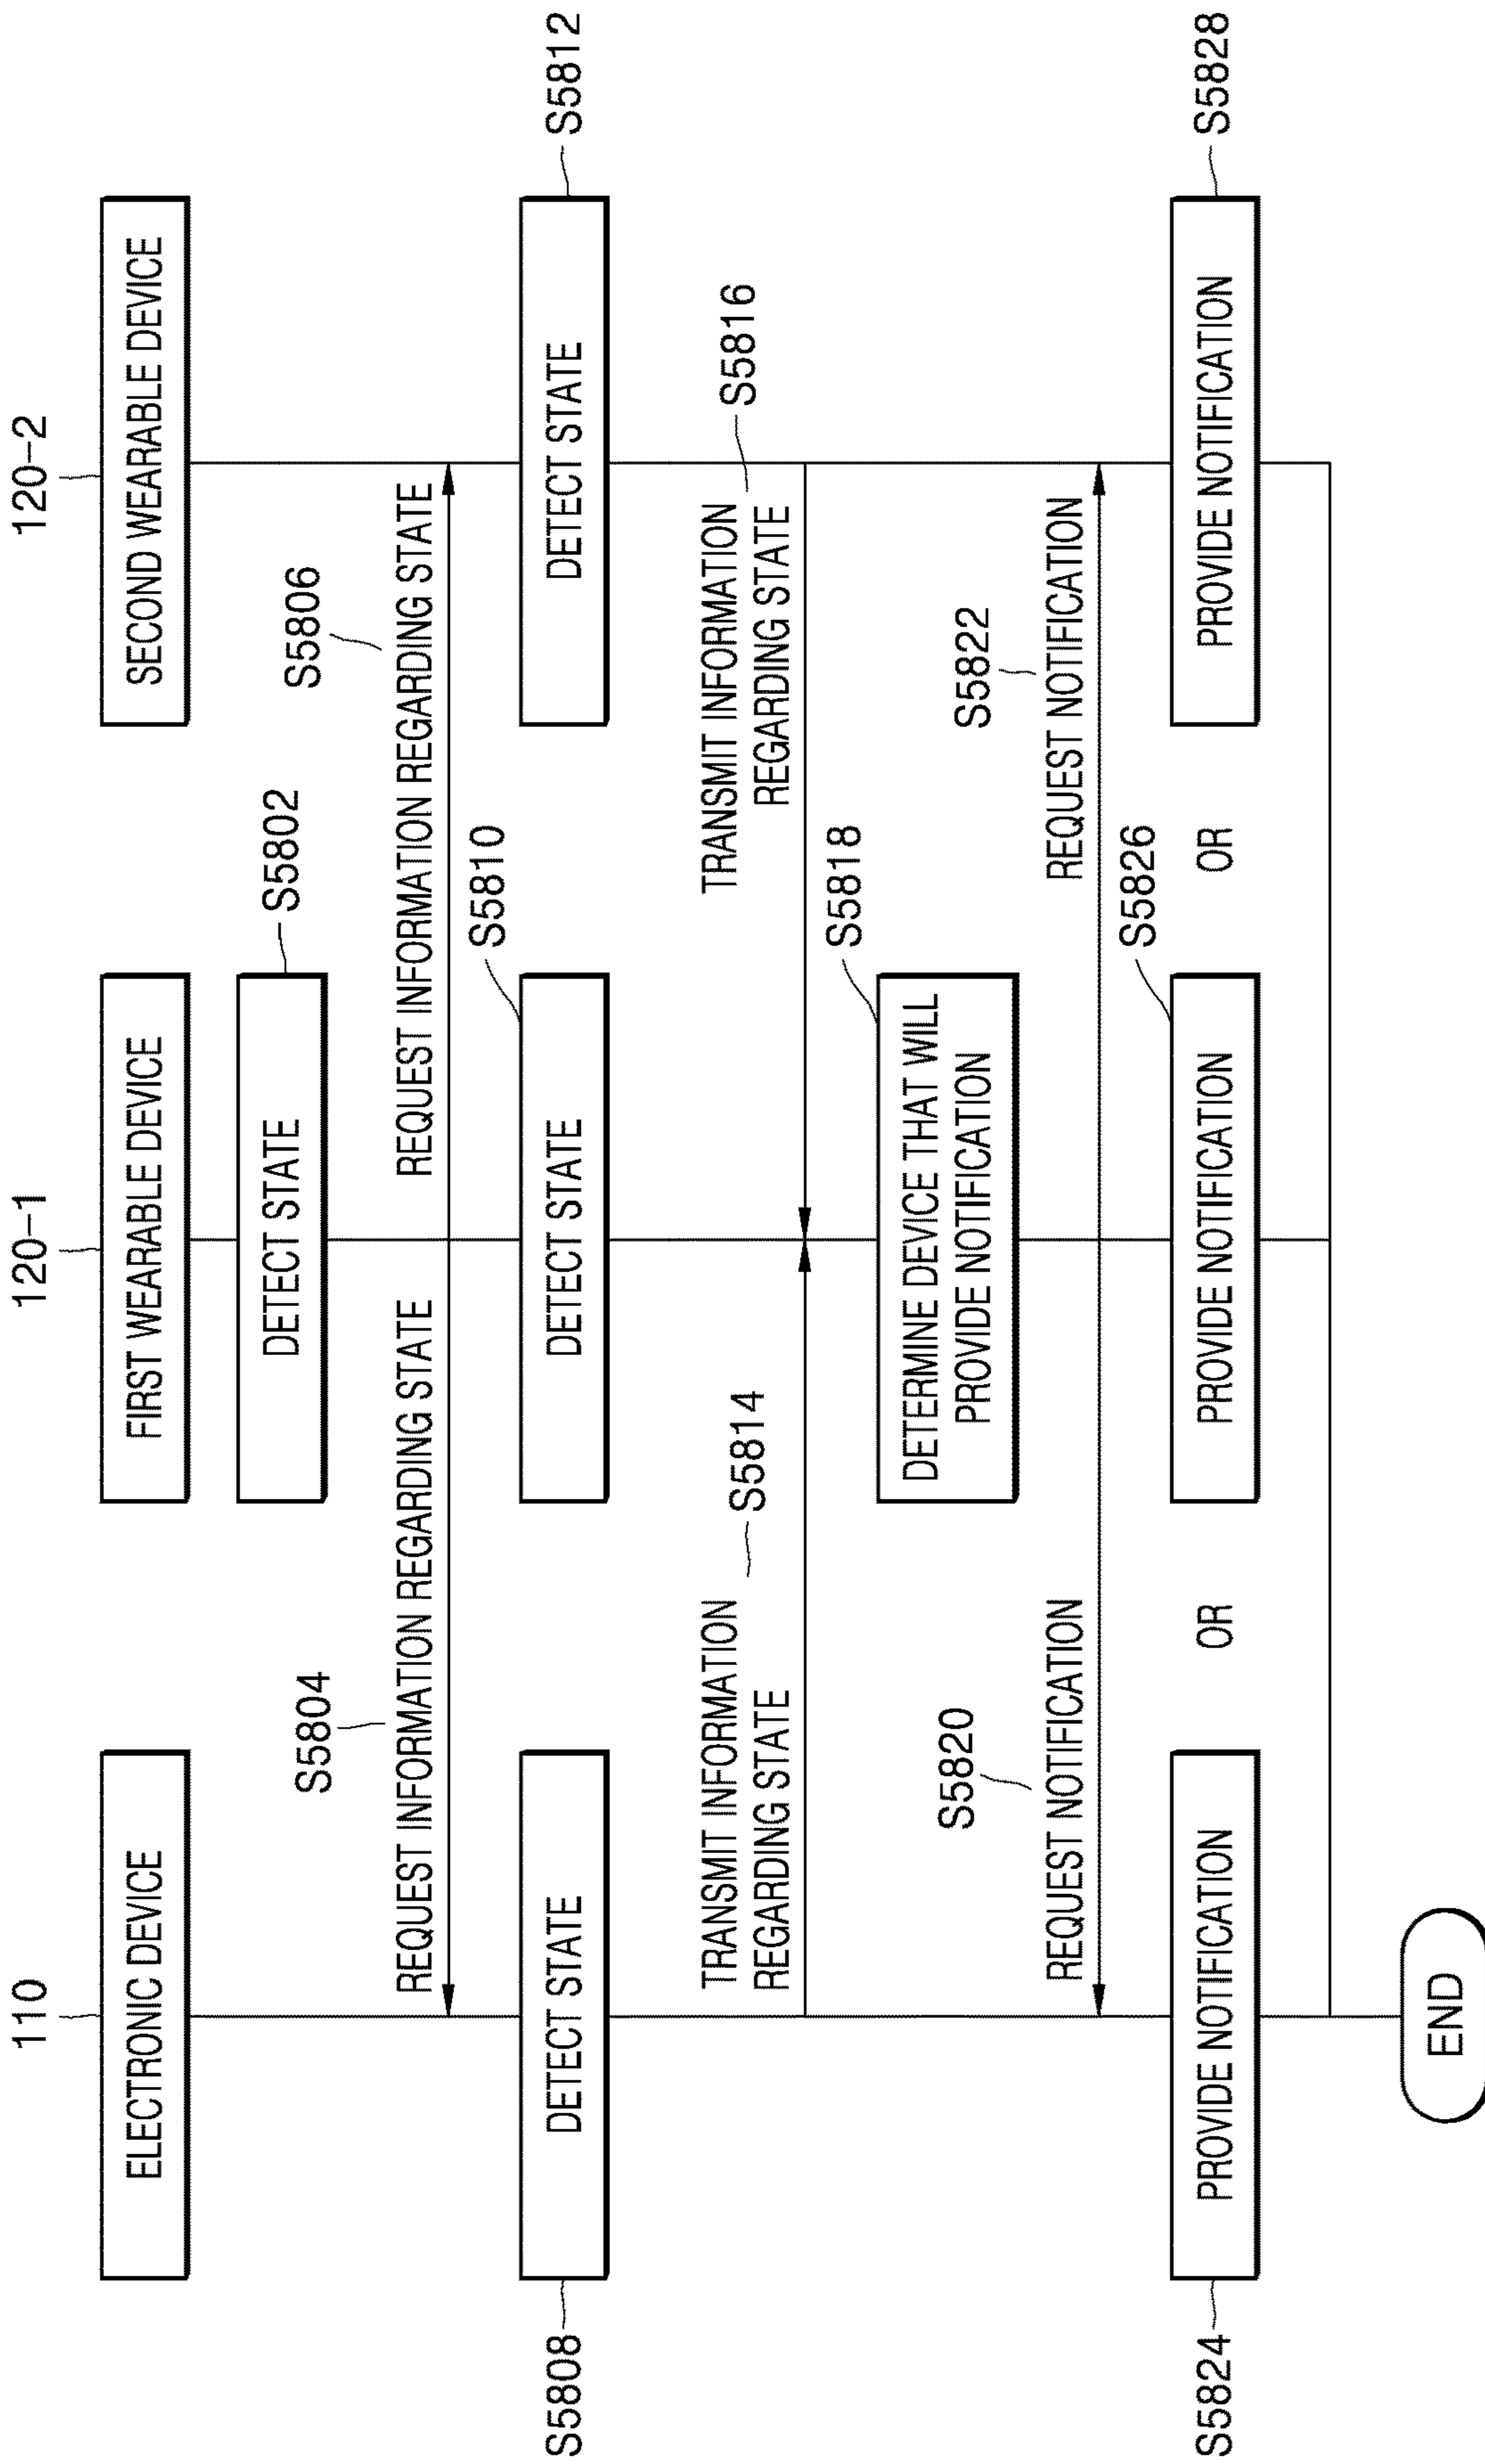 110
120-1
120-2
ELECTRONIC DEVICE
FIRST WEARABLE DEVICE
SECOND WEARABLE DEVICE
DETECT STATE
S5802
S5804
S5806
REQUEST INFORMATION REGARDING STATE
REQUEST INFORMATION REGARDING STATE
S5808
DETECT STATE
DETECT STATE
S5810
DETECT STATE
S5812
TRANSMIT INFORMATION
REGARDING STATE
S5814
TRANSMIT INFORMATION
REGARDING STATE
S5816
DETERMINE DEVICE THAT WILL
PROVIDE NOTIFICATION
S5818
S5820
REQUEST NOTIFICATION
S5822
REQUEST NOTIFICATION
S5824
PROVIDE NOTIFICATION
OR
PROVIDE NOTIFICATION
S5826
OR
PROVIDE NOTIFICATION
S5828
END